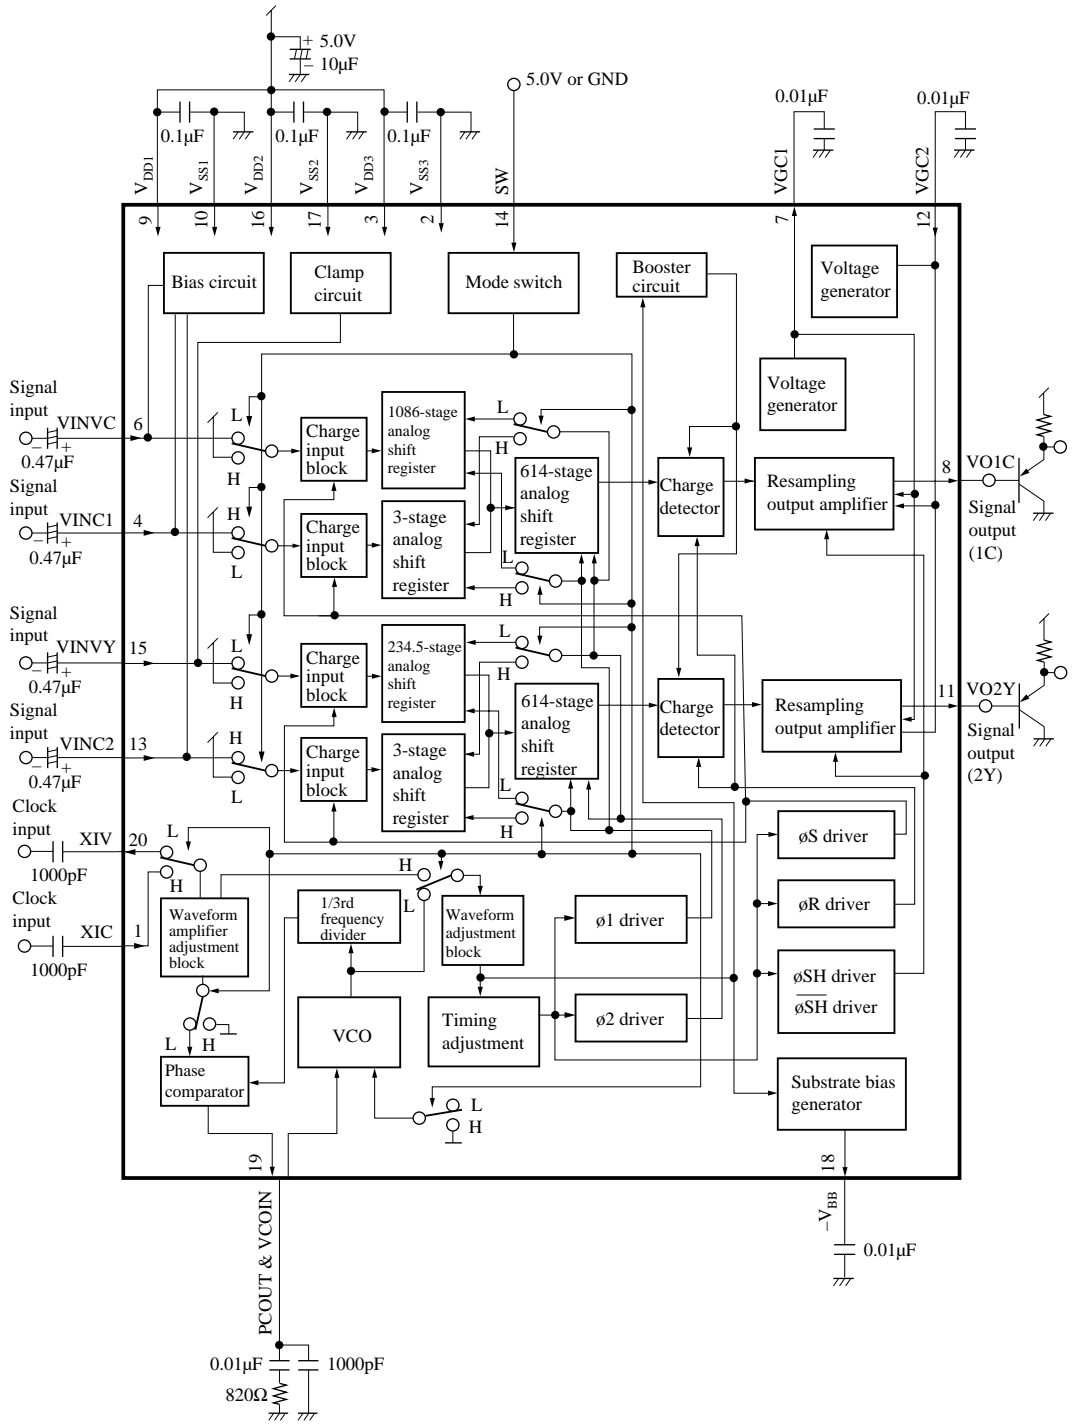 + 5.0V
− 10µF
5.0V or GND
0.01µF
0.01µF
0.1µF
0.1µF
0.1µF
VDD1
VSS1
VDD2
VSS2
VDD3
VSS3
SW
VGC1
VGC2
9
10
16
17
3
2
14
7
12
Bias circuit
Clamp
circuit
Mode switch
Booster
circuit
Voltage
generator
Voltage
generator
Signal
input
VINVC
6
− +
0.47µF
L
H
Charge
input
block
1086-stage
analog
shift
register
L
H
614-stage
analog
shift
register
Charge
detector
Resampling
output amplifier
8
VO1C
Signal
output
(1C)
Signal
input
VINC1
4
− +
0.47µF
H
L
Charge
input
block
3-stage
analog
shift
register
L
H
Signal
input
VINVY
15
− +
0.47µF
L
H
Charge
input
block
234.5-stage
analog
shift
register
L
H
614-stage
analog
shift
register
Charge
detector
Resampling
output amplifier
11
VO2Y
Signal
output
(2Y)
Signal
input
VINC2
13
− +
0.47µF
H
L
Charge
input
block
3-stage
analog
shift
register
L
H
Clock
input
XIV
20
1000pF
L
H
Clock
input
XIC
1
1000pF
Waveform
amplifier
adjustment
block
1/3rd
frequency
divider
H
L
Waveform
adjustment
block
ø1 driver
øS driver
øR driver
øSH driver
øSH driver
L
H
VCO
Timing
adjustment
ø2 driver
Phase
comparator
L
H
Substrate bias
generator
19
18
PCOUT & VCOIN
−VBB
0.01µF
0.01µF
1000pF
820Ω